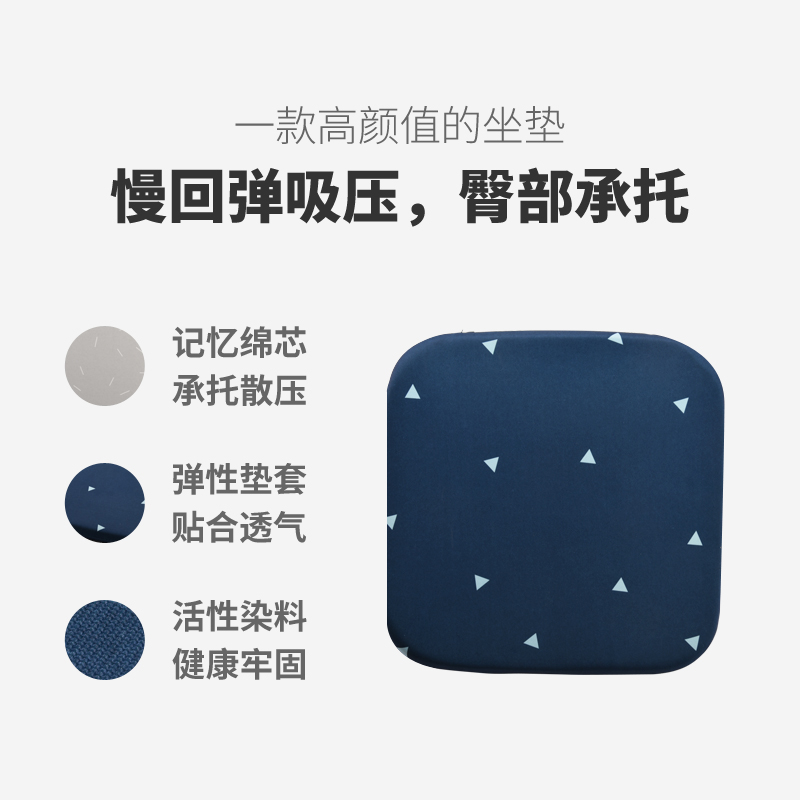 一款高颜值的坐垫
慢回弹吸压，臀部承托
记忆绵芯
承托散压
弹性垫套
贴合透气
活性染料
健康牢固